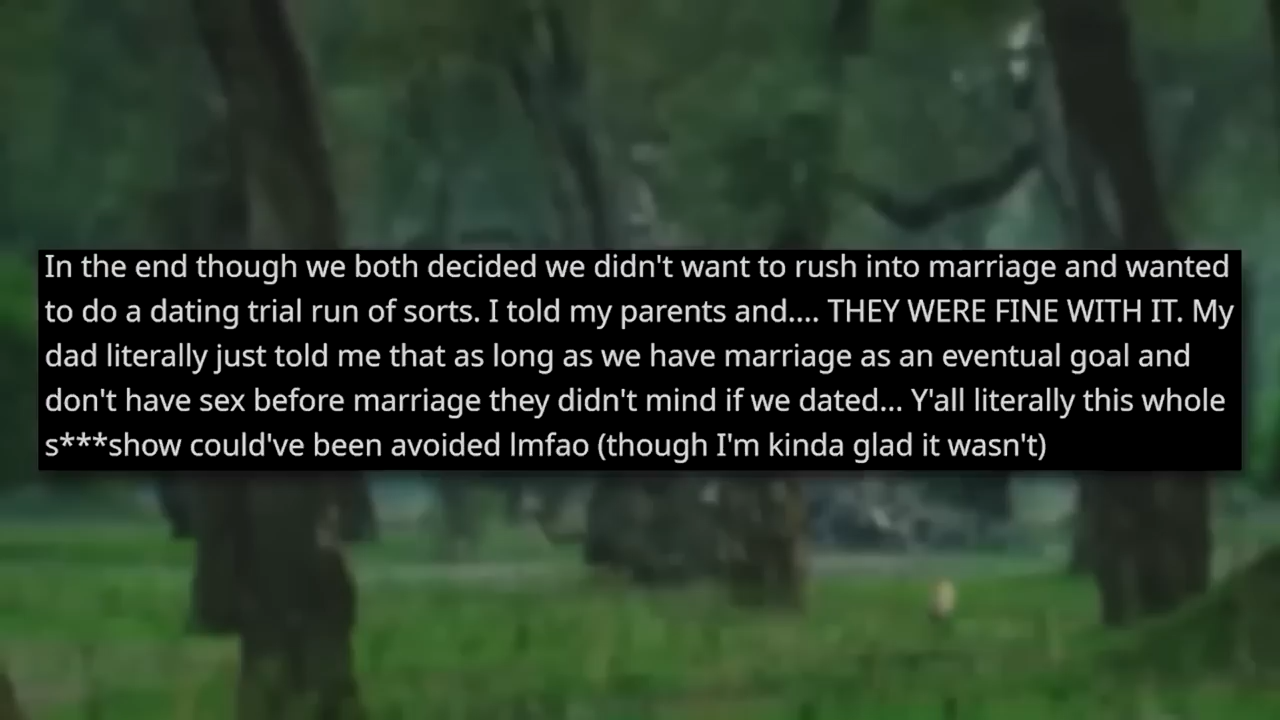 In the end though we both decided we didn't want to rush into marriage and wanted
to do a dating trial run of sorts. I told my parents and.... THEY WERE FINE WITH IT. My
dad literally just told me that as long as we have marriage as an eventual goal and
don't have sex before marriage they didn't mind if we dated... Y'all literally this whole
s***show could've been avoided lmfao (though I'm kinda glad it wasn't)